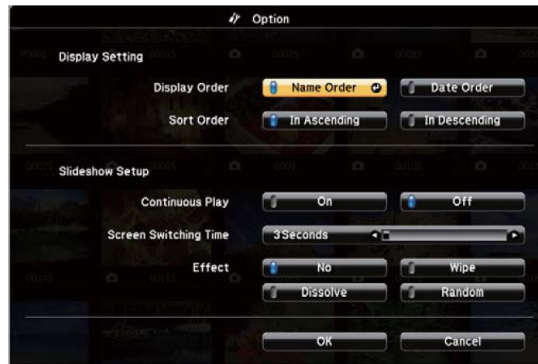 Option
Display Setting
Display Order Name Order Date Order
Sort Order In Ascending In Descending
Slideshow Setup
Continuous Play On Off
Screen Switching Time 3Seconds
Effect No Wipe
Dissolve Random
OK Cancel